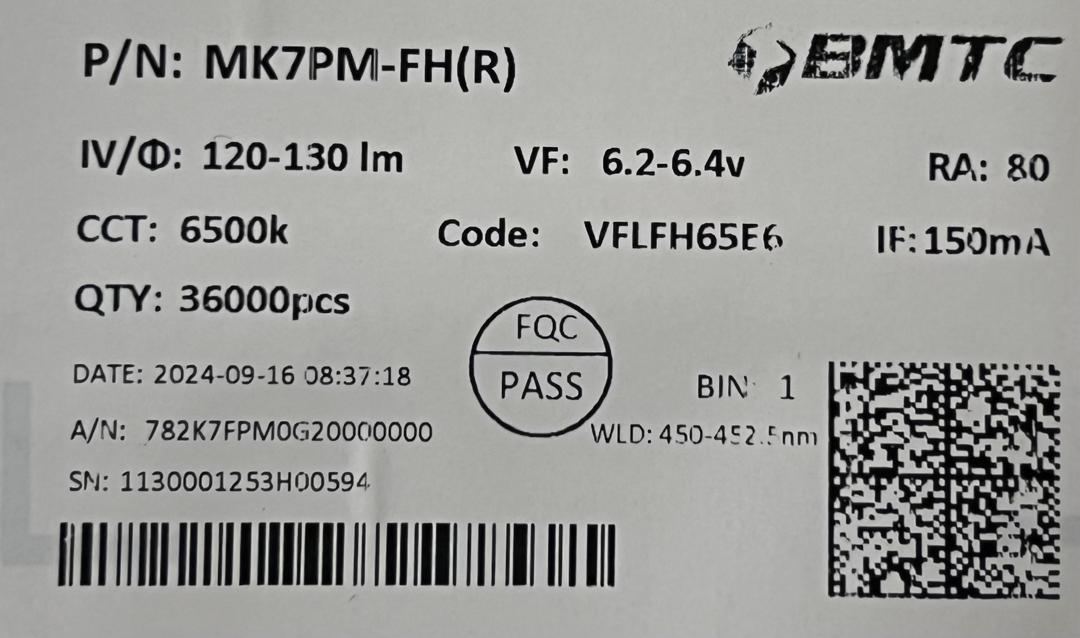 P/N: MK7PM-FH(R)
BMTC
IV/Φ: 120-130 lm VF: 6.2-6.4v RA: 80
CCT: 6500k Code: VFLFH65E6 IF:150mA
QTY: 36000pcs
FQC
PASS
DATE: 2024-09-16 08:37:18
BIN: 1
A/N: 782K7FPM0G20000000
WLD: 450-452.5nm
SN: 1130001253H00594